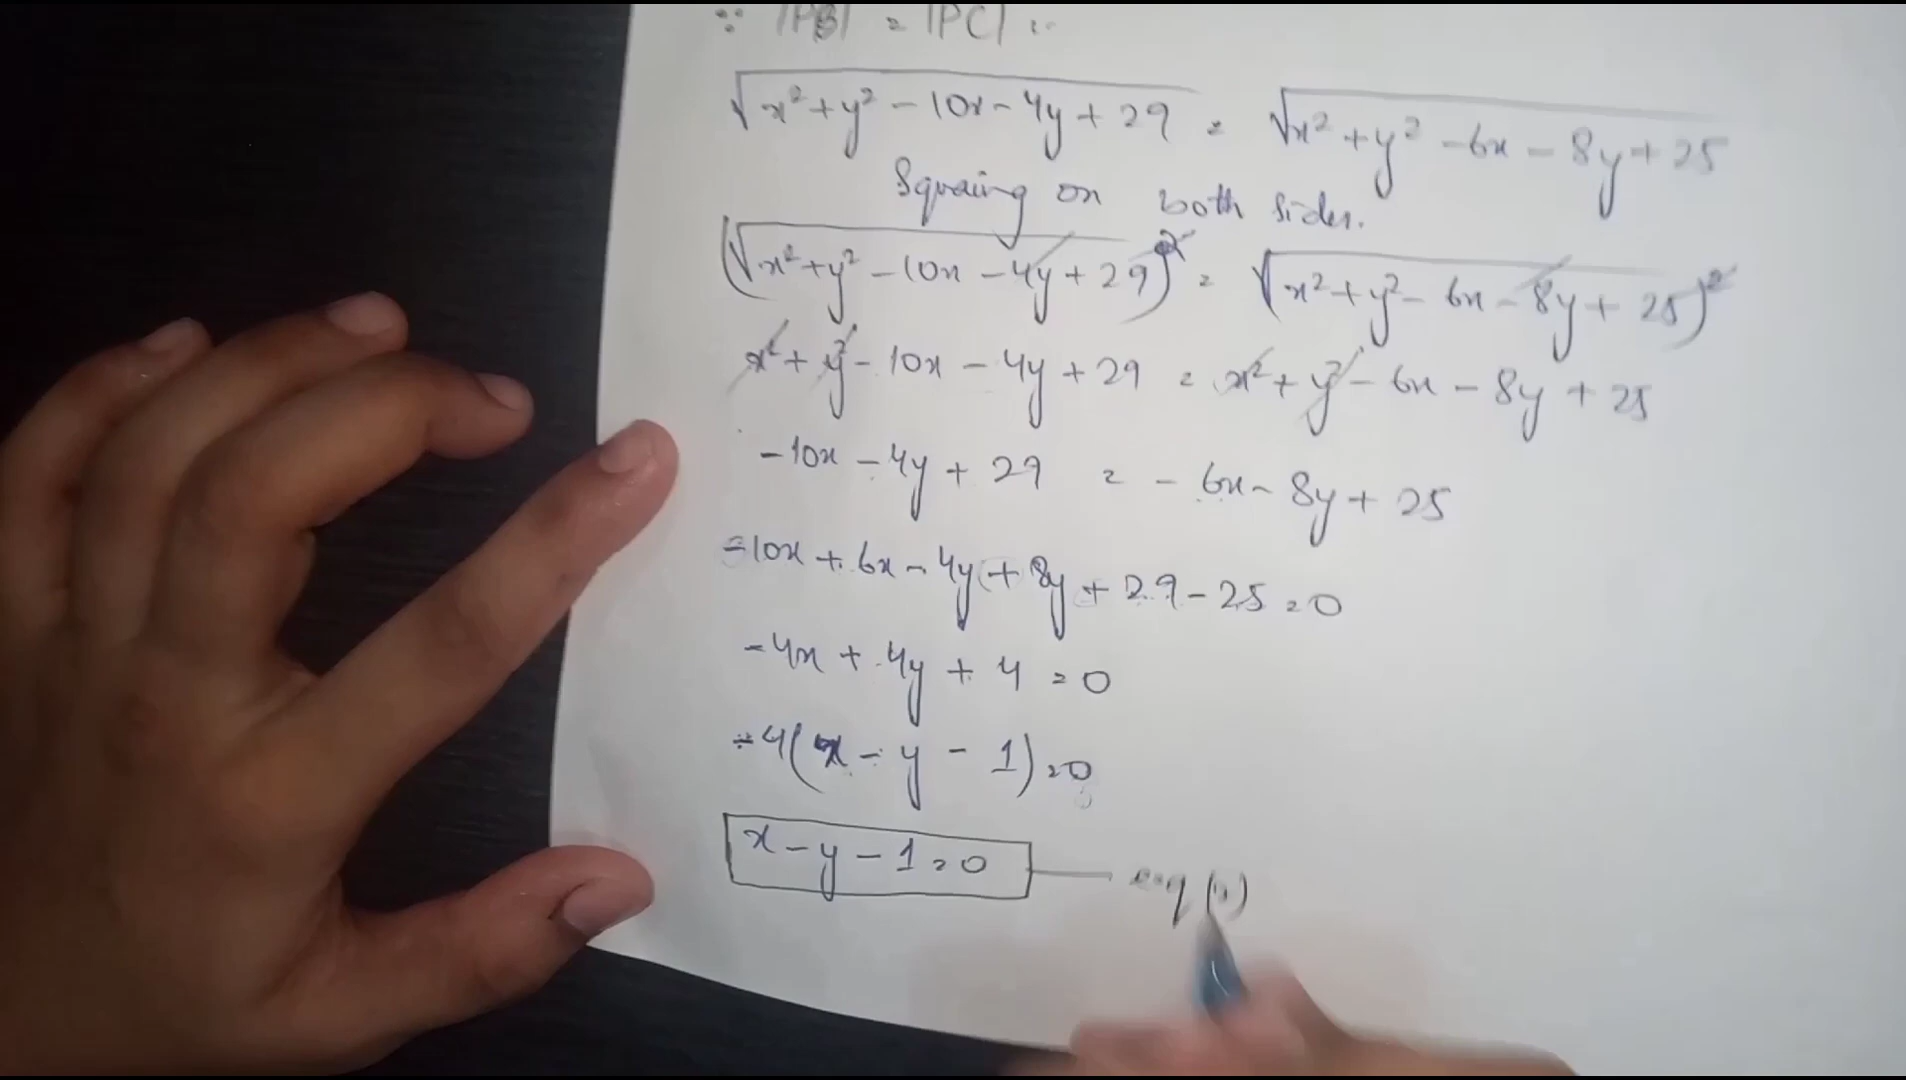 ∵ |PB| = |PC| ∴
√x² + y² - 10x - 4y + 29 = √x² + y² - 6x - 8y + 25
Squaring on both sides.
(√x² + y² - 10x - 4y + 29)² = (√x² + y² - 6x - 8y + 25)²
x² + y² - 10x - 4y + 29 = x² + y² - 6x - 8y + 25
-10x - 4y + 29 = - 6x - 8y + 25
-10x + 6x - 4y + 8y + 29 - 25 = 0
-4x + 4y + 4 = 0
-4(x - y - 1) = 0
x - y - 1 = 0 — eq (i)